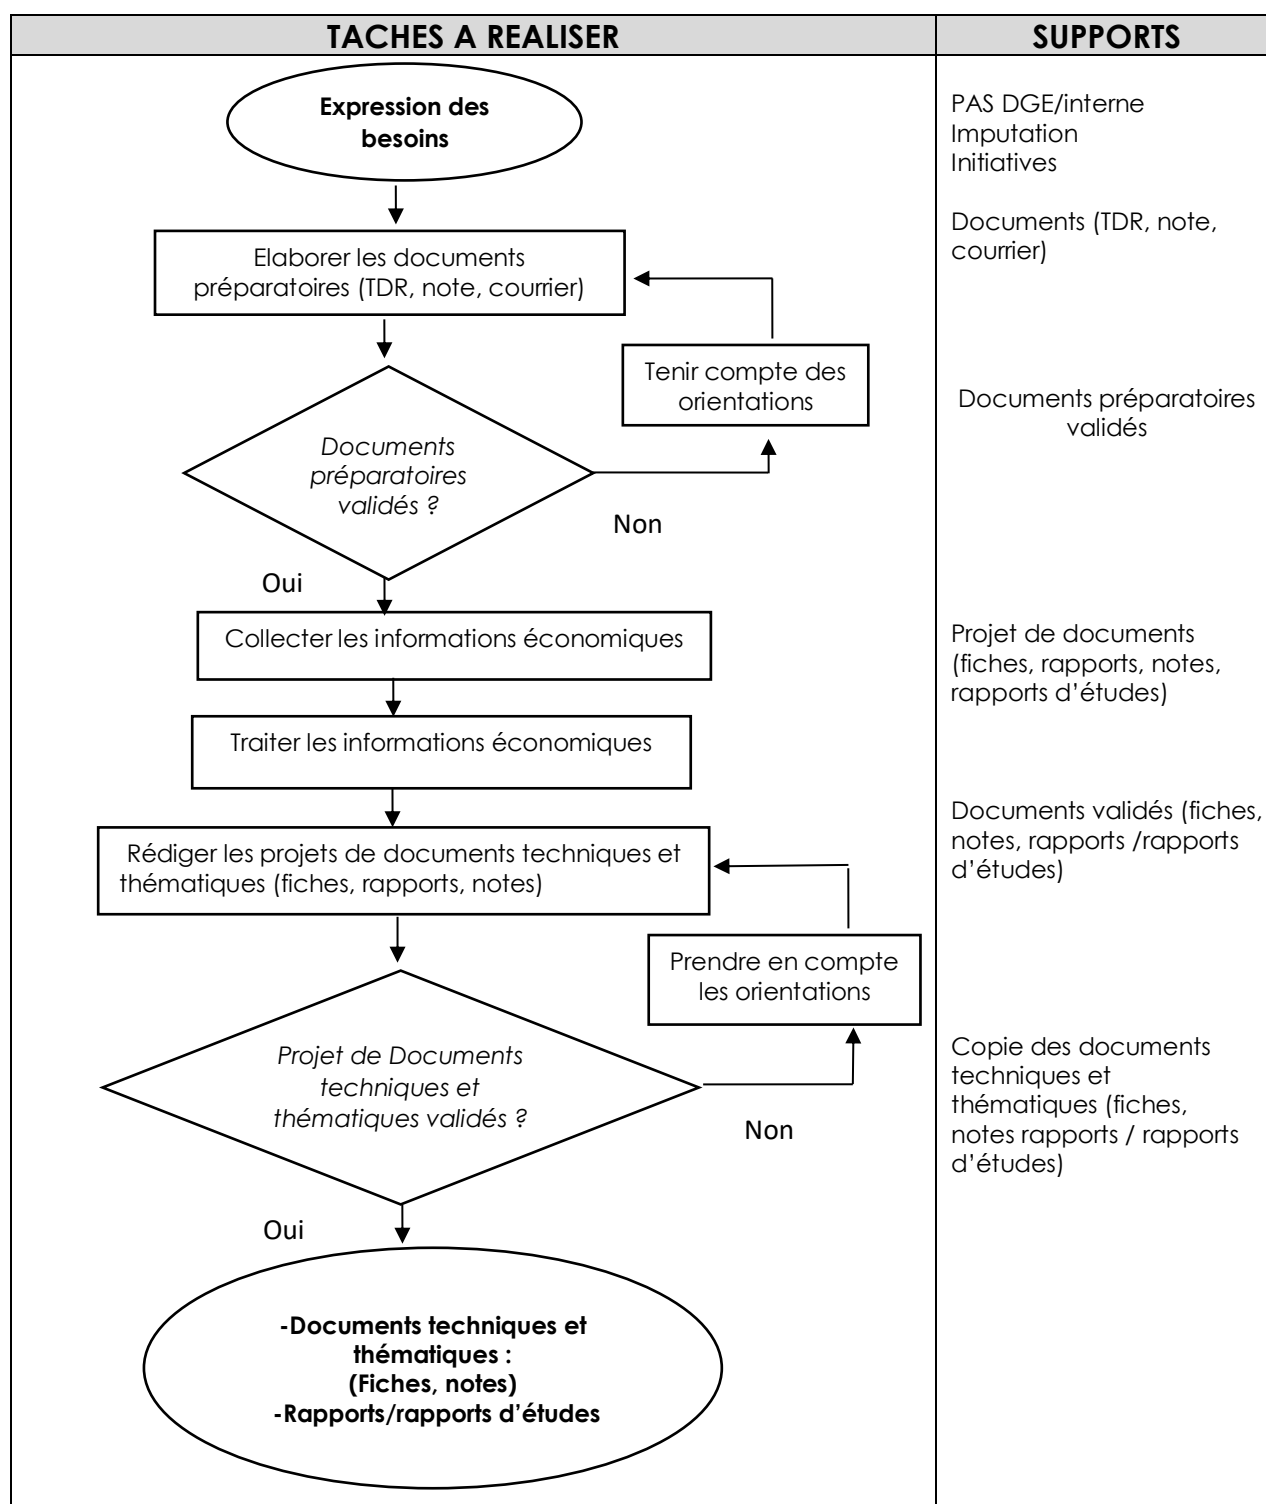 TACHES A REALISER
SUPPORTS
Expression des
besoins
PAS DGE/interne
Imputation
Initiatives
Documents (TDR, note,
courrier)
Elaborer les documents
préparatoires (TDR, note, courrier)
Tenir compte des
orientations
Documents préparatoires
validés
Documents
préparatoires
validés ?
Non
Oui
Collecter les informations économiques
Projet de documents
(fiches, rapports, notes,
rapports d’études)
Traiter les informations économiques
Documents validés (fiches,
notes, rapports /rapports
d’études)
Rédiger les projets de documents techniques et
thématiques (fiches, rapports, notes)
Prendre en compte
les orientations
Projet de Documents
techniques et
thématiques validés ?
Non
Copie des documents
techniques et
thématiques (fiches,
notes rapports / rapports
d’études)
Oui
-Documents techniques et
thématiques :
(Fiches, notes)
-Rapports/rapports d’études